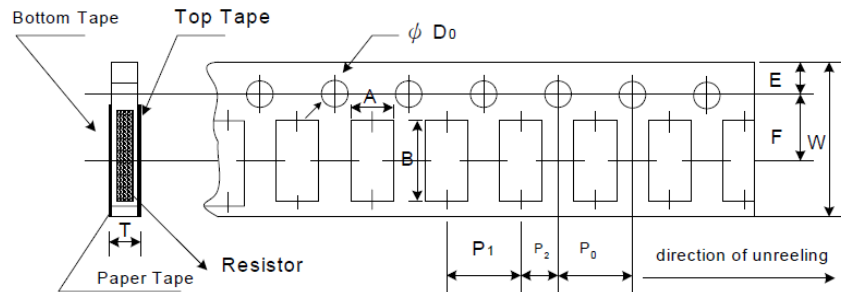 Bottom Tape
Top Tape
ϕ D0
A
E
B
F
W
T
P1
P2
P0
direction of unreeling
Resistor
Paper Tape